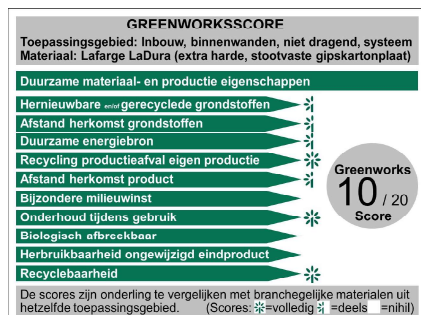 GREENWORKSSCORE
Toepassingsgebied: Inbouw, binnenwanden, niet dragend, systeem
Materiaal: Lafarge LaDura (extra harde, stootvaste gipskartonplaat)
Duurzame materiaal- en productie eigenschappen
Hernieuwbare en/of gerecyclede grondstoffen
Afstand herkomst grondstoffen
Duurzame energiebron
Recycling productieafval eigen productie
Afstand herkomst product
Bijzondere milieuwinst
Onderhoud tijdens gebruik
Biologisch afbreekbaar
Herbruikbaarheid ongewijzigd eindproduct
Recyclebaarheid
Greenworks
10 / 20
Score
De scores zijn onderling te vergelijken met branchegelijke materialen uit
hetzelfde toepassingsgebied. (Scores: =volledig =deels =nihil)